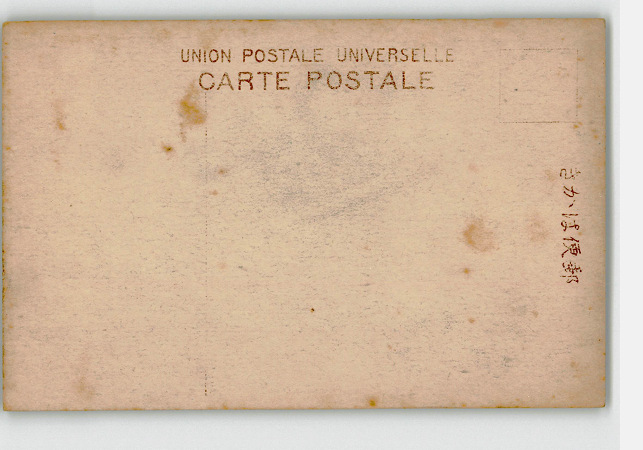 UNION POSTALE UNIVERSELLE
CARTE POSTALE
きかは便郵